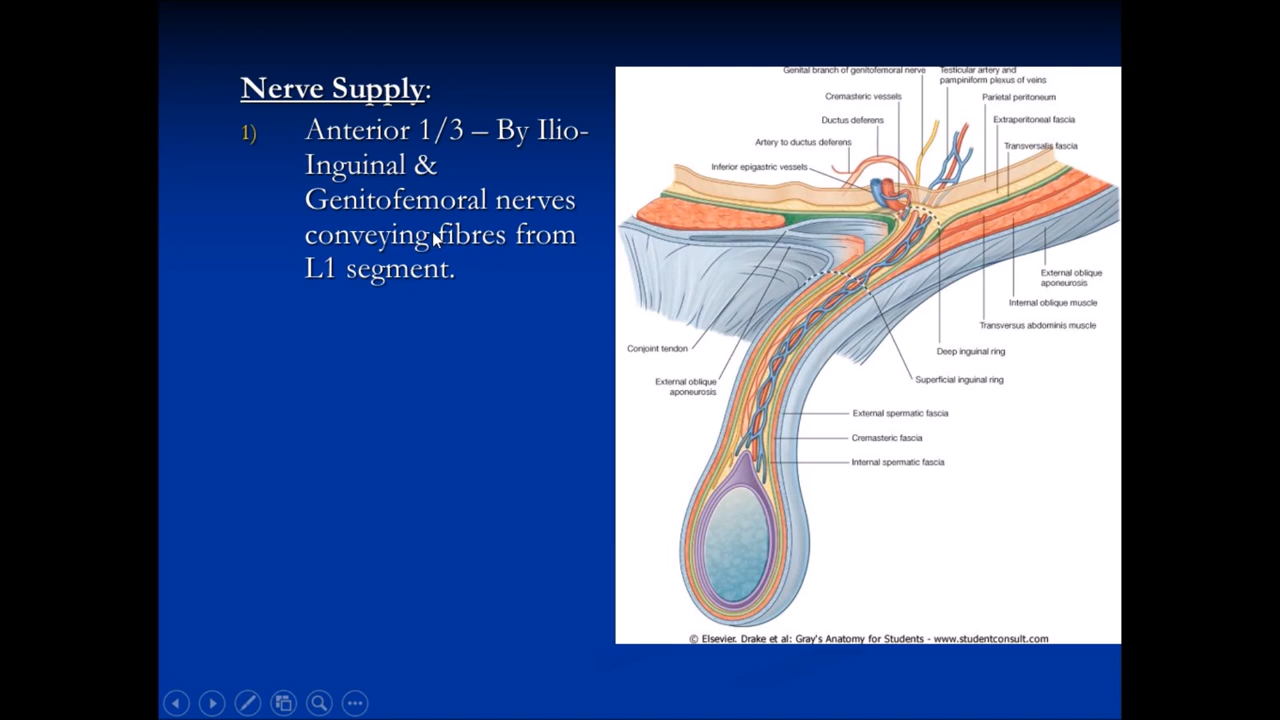 Nerve Supply:
1) Anterior 1/3 – By Ilio-
Inguinal &
Genitofemoral nerves
conveying fibres from
L1 segment.
Genital branch of genitofemoral nerve
Testicular artery and
pampiniform plexus of veins
Cremasteric vessels
Parietal peritoneum
Ductus deferens
Extraperitoneal fascia
Artery to ductus deferens
Transversalis fascia
Inferior epigastric vessels
External oblique
aponeurosis
Internal oblique muscle
Transversus abdominis muscle
Conjoint tendon
Deep inguinal ring
External oblique
aponeurosis
Superficial inguinal ring
External spermatic fascia
Cremasteric fascia
Internal spermatic fascia
© Elsevier. Drake et al: Gray's Anatomy for Students - www.studentconsult.com